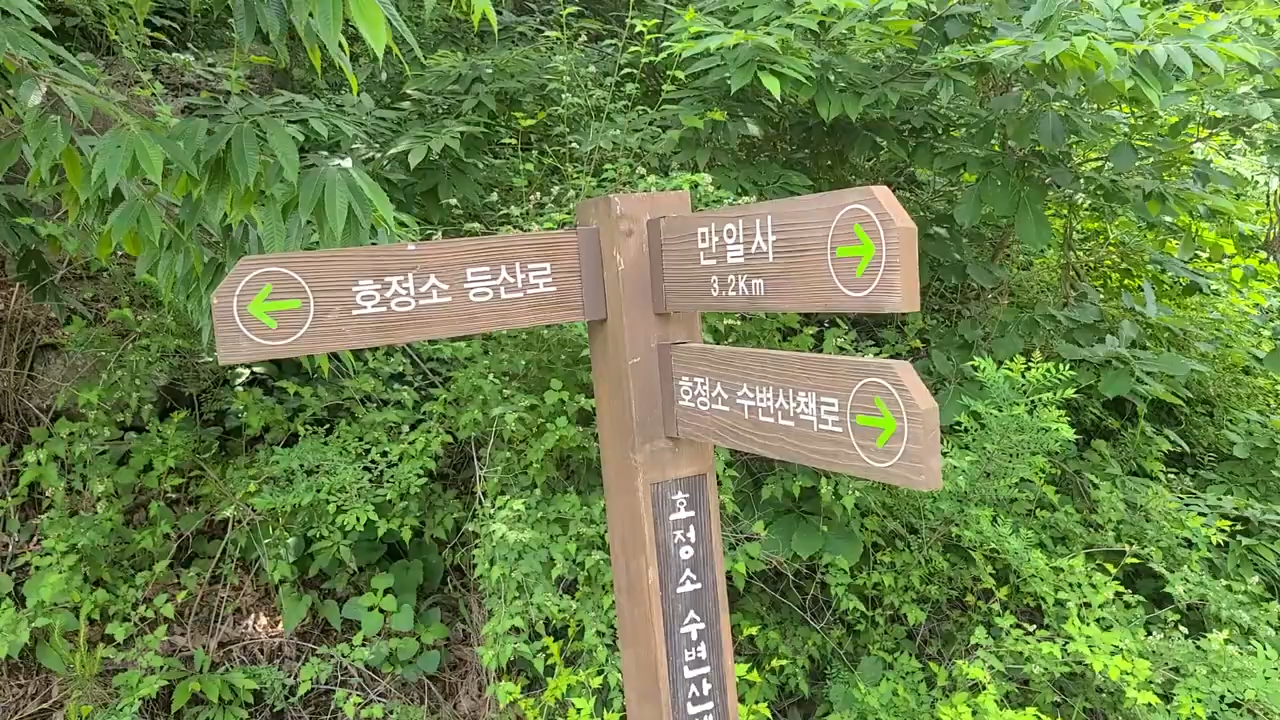 호정소 등산로
만일사
3.2Km
호정소 수변산책로
호정소 수변산